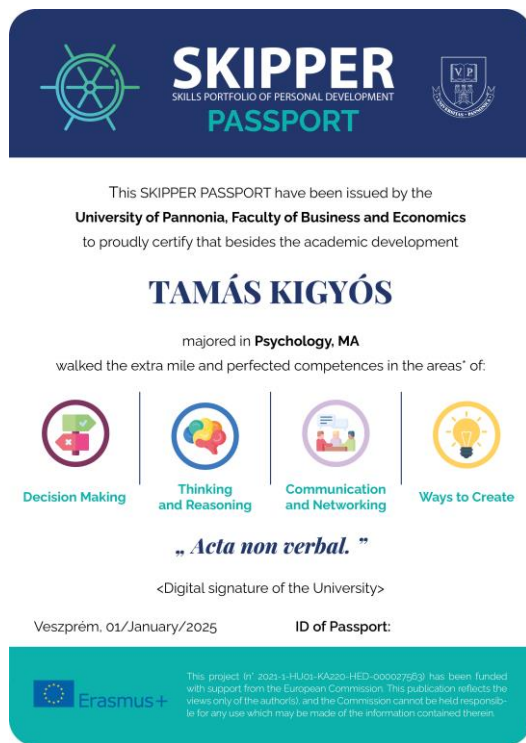 SKIPPER
SKILLS PORTFOLIO OF PERSONAL DEVELOPMENT
PASSPORT
VP
UNIVERSITAS · PANNONICA
This SKIPPER PASSPORT have been issued by the
University of Pannonia, Faculty of Business and Economics
to proudly certify that besides the academic development
TAMÁS KIGYÓS
majored in Psychology, MA
walked the extra mile and perfected competences in the areas* of:
Decision Making
Thinking
and Reasoning
Communication
and Networking
Ways to Create
„ Acta non verbal. ”
<Digital signature of the University>
Veszprém, 01/January/2025
ID of Passport:
Erasmus+
This project (n° 2021-1-HU01-KA220-HED-000027563) has been funded
with support from the European Commission. This publication reflects the
views only of the author(s), and the Commission cannot be held responsib-
le for any use which may be made of the information contained therein.